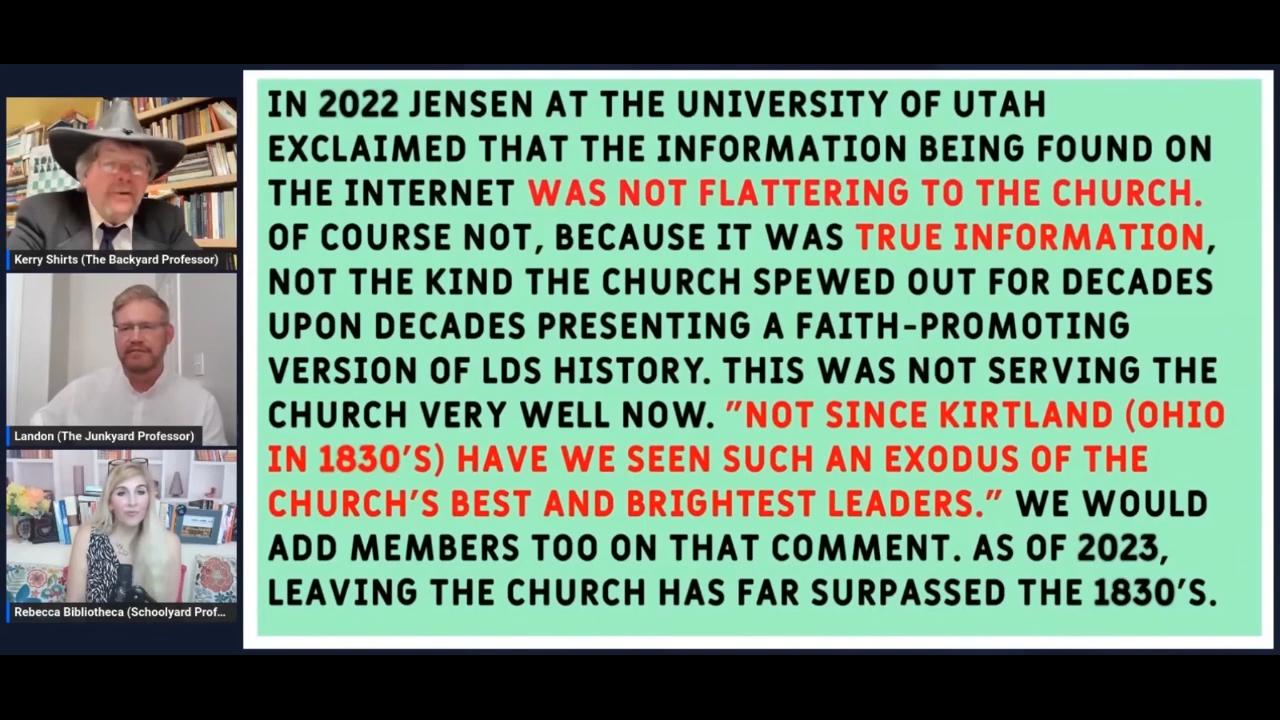 IN 2022 JENSEN AT THE UNIVERSITY OF UTAH
EXCLAIMED THAT THE INFORMATION BEING FOUND ON
THE INTERNET WAS NOT FLATTERING TO THE CHURCH.
OF COURSE NOT, BECAUSE IT WAS TRUE INFORMATION,
NOT THE KIND THE CHURCH SPEWED OUT FOR DECADES
UPON DECADES PRESENTING A FAITH-PROMOTING
VERSION OF LDS HISTORY. THIS WAS NOT SERVING THE
CHURCH VERY WELL NOW. "NOT SINCE KIRTLAND (OHIO
IN 1830'S) HAVE WE SEEN SUCH AN EXODUS OF THE
CHURCH'S BEST AND BRIGHTEST LEADERS." WE WOULD
ADD MEMBERS TOO ON THAT COMMENT. AS OF 2023,
LEAVING THE CHURCH HAS FAR SURPASSED THE 1830'S.
Kerry Shirts (The Backyard Professor)
Landon (The Junkyard Professor)
Rebecca Bibliotheca (Schoolyard Prof...